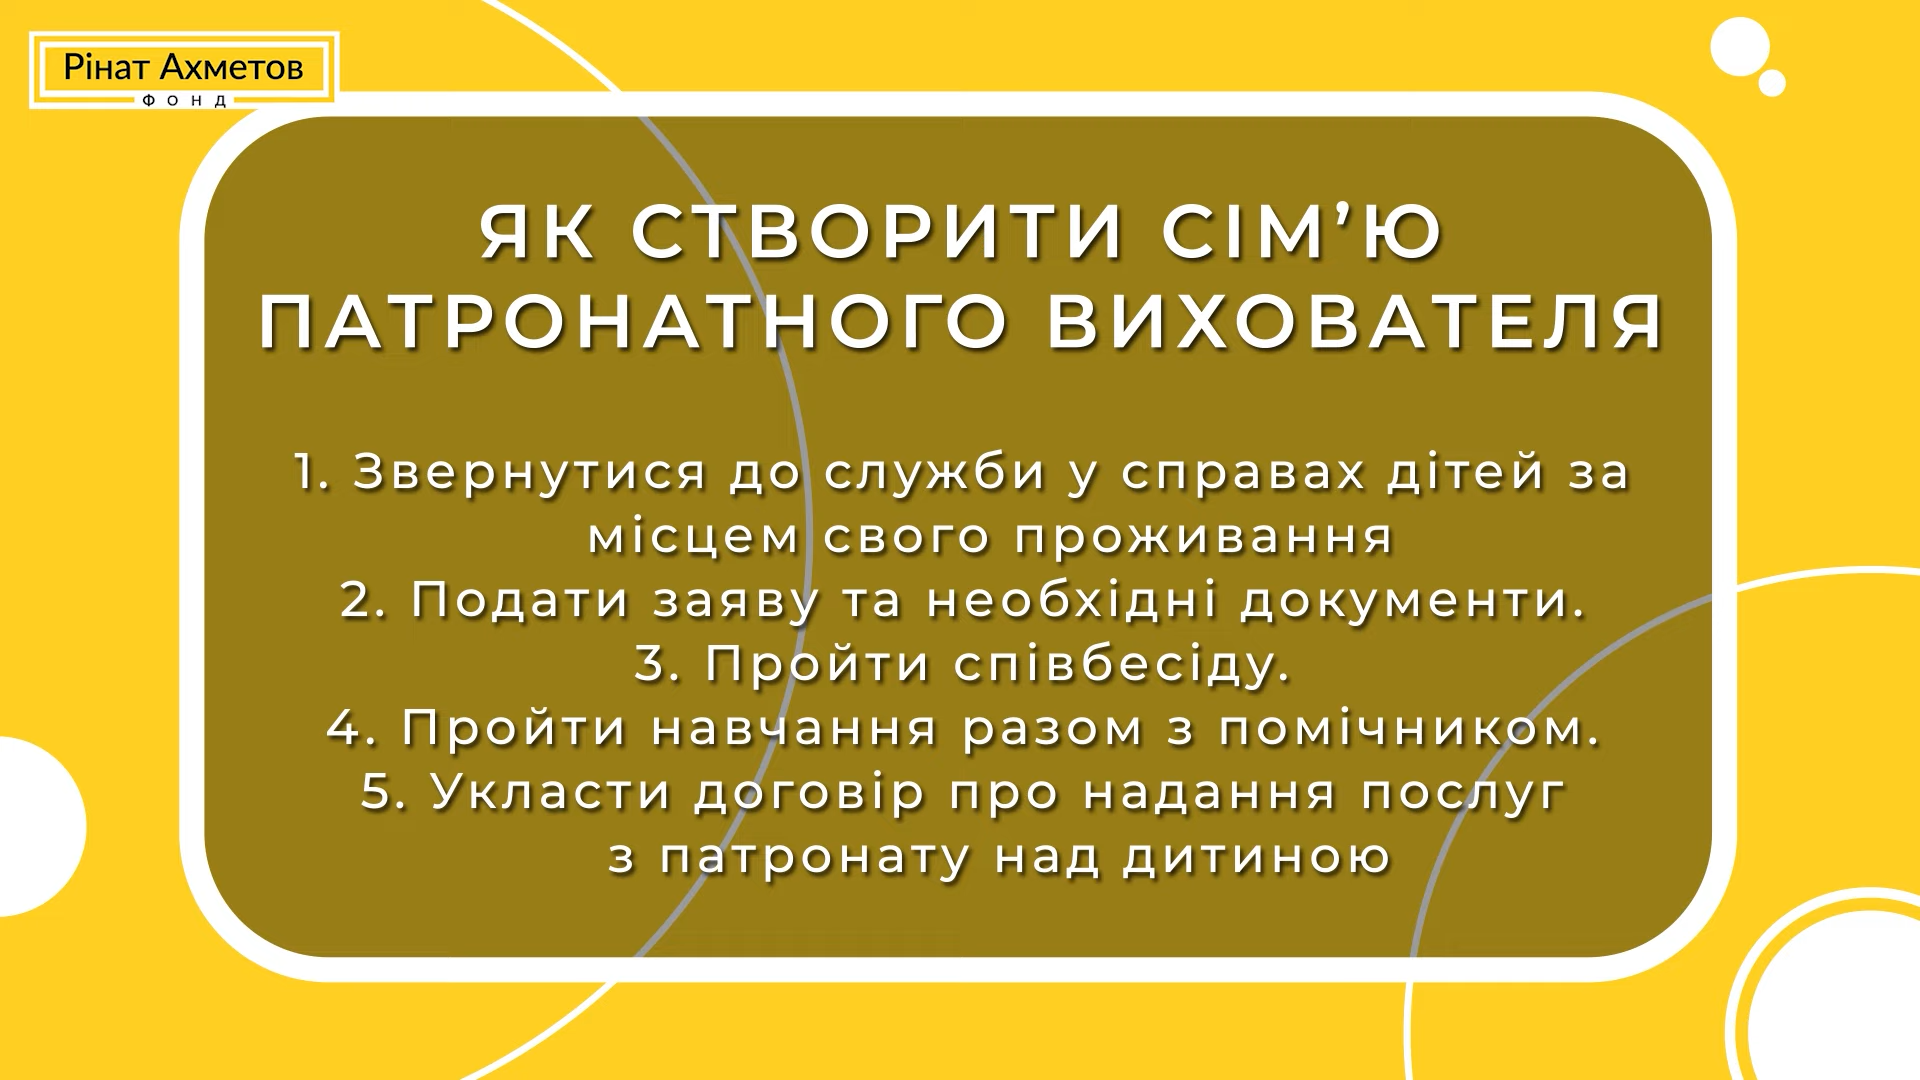 Рінат Ахметов
ФОНД
ЯК СТВОРИТИ СІМ’Ю
ПАТРОНАТНОГО ВИХОВАТЕЛЯ
1. Звернутися до служби у справах дітей за
місцем свого проживання
2. Подати заяву та необхідні документи.
3. Пройти співбесіду.
4. Пройти навчання разом з помічником.
5. Укласти договір про надання послуг
з патронату над дитиною